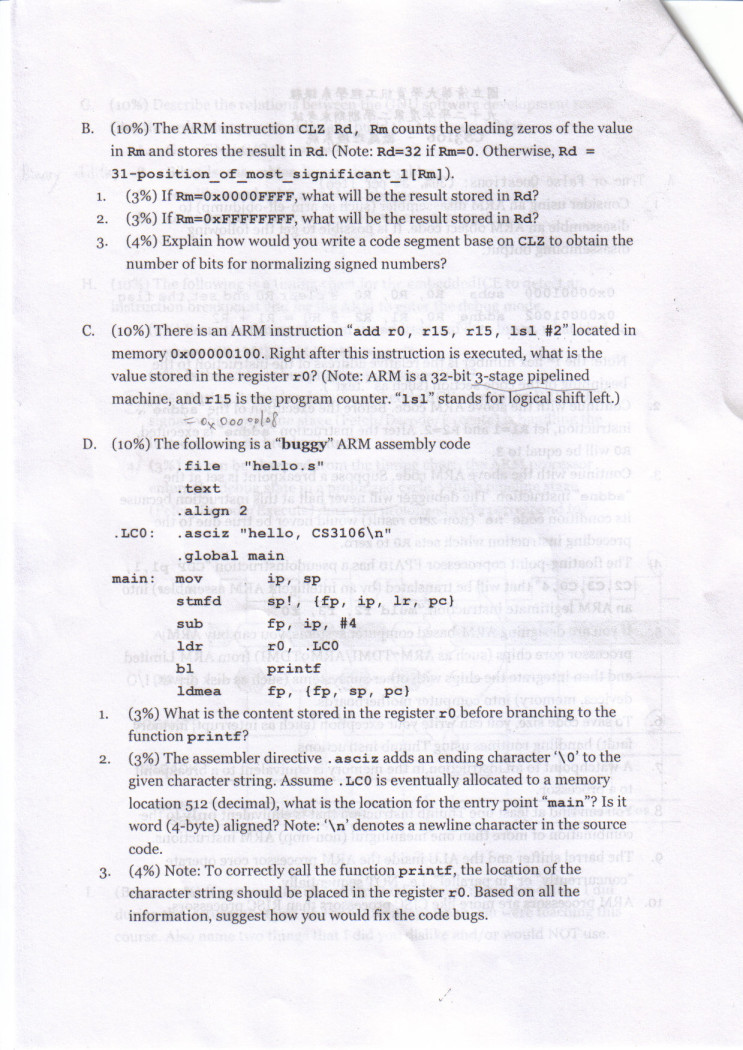 B. (10%) The ARM instruction CLZ Rd, Rm counts the leading zeros of the value
in Rm and stores the result in Rd. (Note: Rd=32 if Rm=0. Otherwise, Rd =
31-position_of_most_significant_1[Rm]).
1. (3%) If Rm=0x0000FFFF, what will be the result stored in Rd?
2. (3%) If Rm=0xFFFFFFFF, what will be the result stored in Rd?
3. (4%) Explain how would you write a code segment base on CLZ to obtain the
number of bits for normalizing signed numbers?
C. (10%) There is an ARM instruction "add r0, r15, r15, lsl #2" located in
memory 0x00000100. Right after this instruction is executed, what is the
value stored in the register r0? (Note: ARM is a 32-bit 3-stage pipelined
machine, and r15 is the program counter. "lsl" stands for logical shift left.)
D. (10%) The following is a "buggy" ARM assembly code
.file "hello.s"
.text
.align 2
.LC0: .asciz "hello, CS3106\n"
.global main
main: mov ip, sp
stmfd sp!, {fp, ip, lr, pc}
sub fp, ip, #4
ldr r0, .LC0
bl printf
ldmea fp, {fp, sp, pc}
1. (3%) What is the content stored in the register r0 before branching to the
function printf?
2. (3%) The assembler directive .asciz adds an ending character '\0' to the
given character string. Assume .LC0 is eventually allocated to a memory
location 512 (decimal), what is the location for the entry point "main"? Is it
word (4-byte) aligned? Note: '\n' denotes a newline character in the source
code.
3. (4%) Note: To correctly call the function printf, the location of the
character string should be placed in the register r0. Based on all the
information, suggest how you would fix the code bugs.